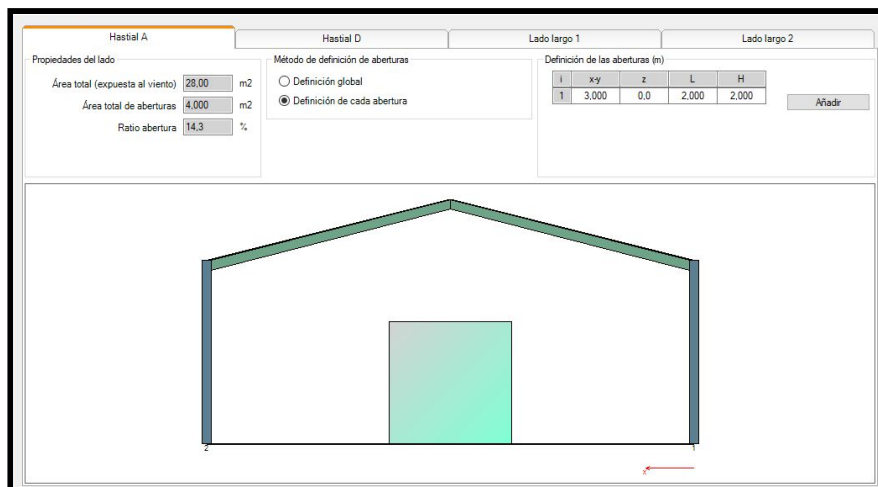 Hastial A
Hastial D
Lado largo 1
Lado largo 2
Propiedades del lado
Área total (expuesta al viento) 28,00 m2
Área total de aberturas 4,000 m2
Ratio abertura 14,3 %
Método de definición de aberturas
Definición global
Definición de cada abertura
Definición de las aberturas (m)
i x-y z L H
1 3,000 0,0 2,000 2,000
Añadir
2
1